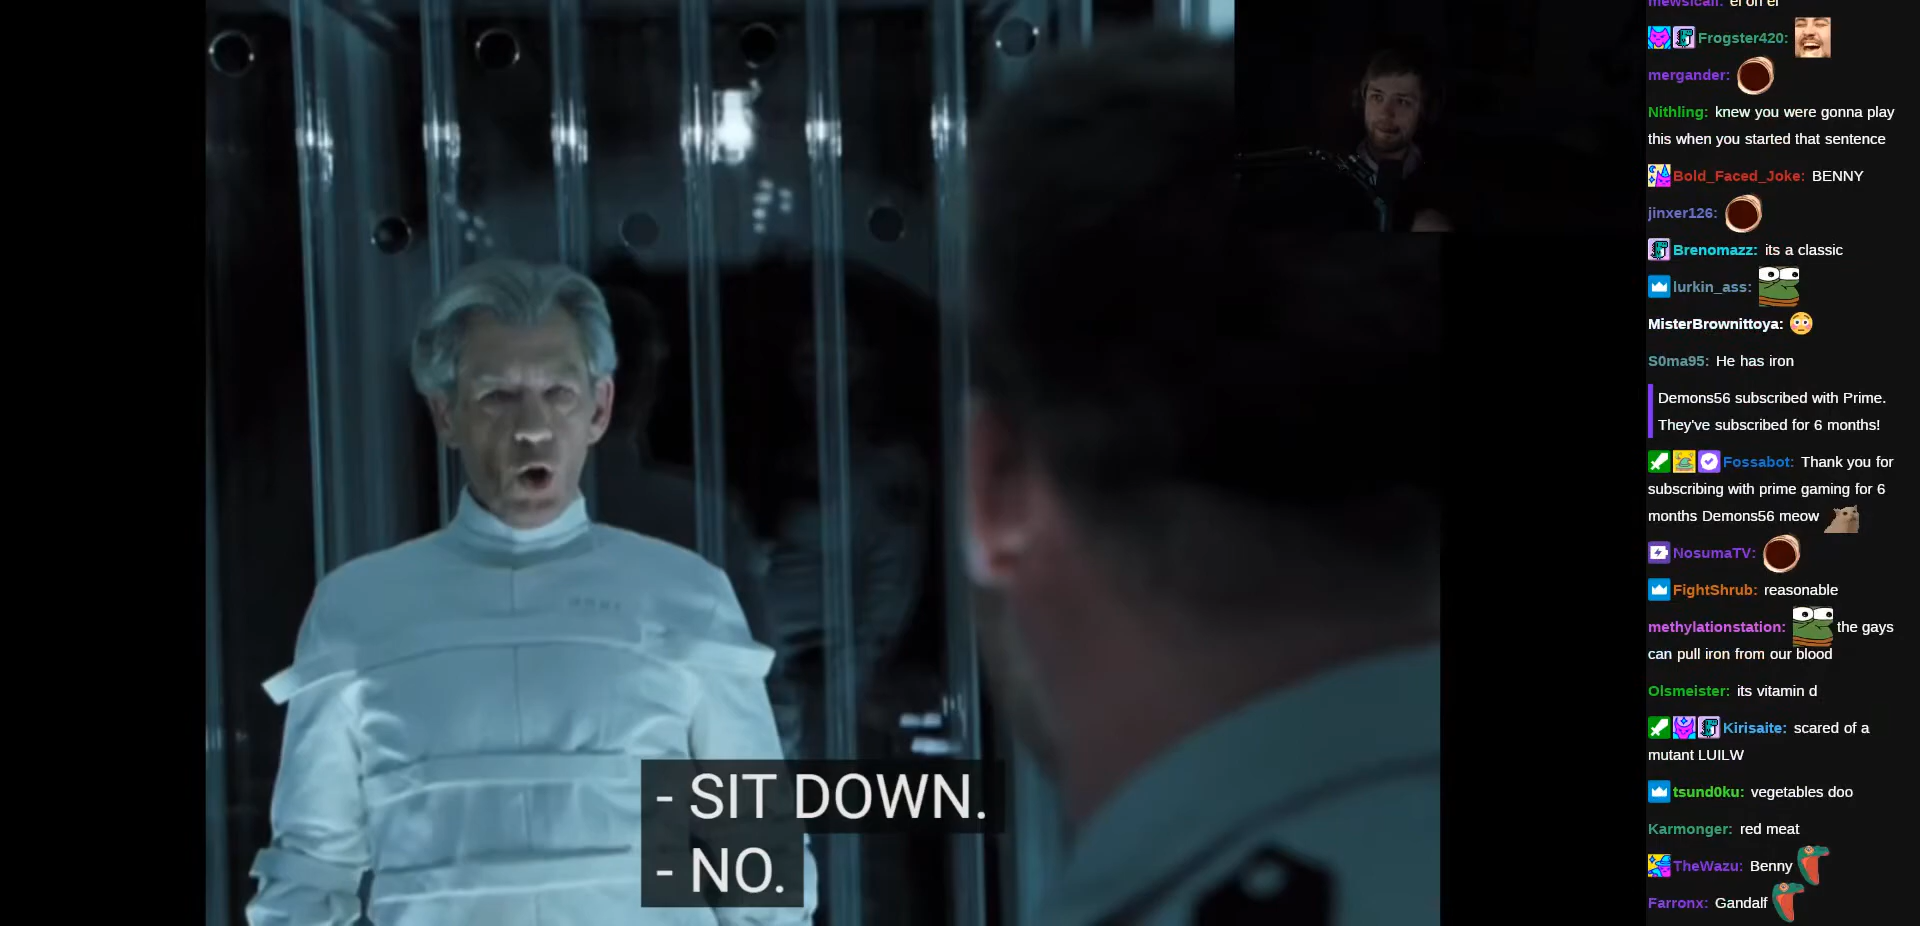 - SIT DOWN.
- NO.
mewsicall: el oh el
Frogster420:
mergander:
Nithling: knew you were gonna play
this when you started that sentence
Bold_Faced_Joke: BENNY
jinxer126:
Brenomazz: its a classic
lurkin_ass:
MisterBrownittoya:
S0ma95: He has iron
Demons56 subscribed with Prime.
They've subscribed for 6 months!
Fossabot: Thank you for
subscribing with prime gaming for 6
months Demons56 meow
NosumaTV:
FightShrub: reasonable
methylationstation: the gays
can pull iron from our blood
Olsmeister: its vitamin d
Kirisaite: scared of a
mutant LUILW
tsund0ku: vegetables doo
Karmonger: red meat
TheWazu: Benny
Farronx: Gandalf